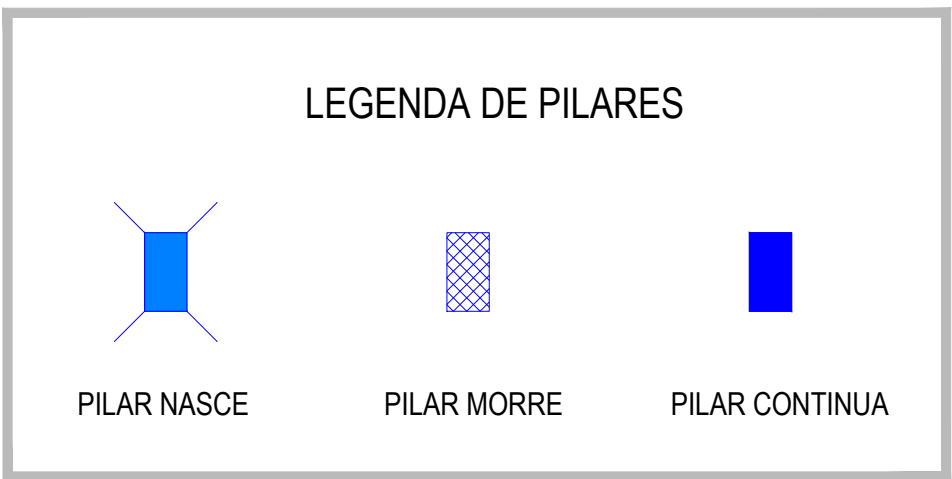 LEGENDA DE PILARES
PILAR NASCE
PILAR MORRE
PILAR CONTINUA